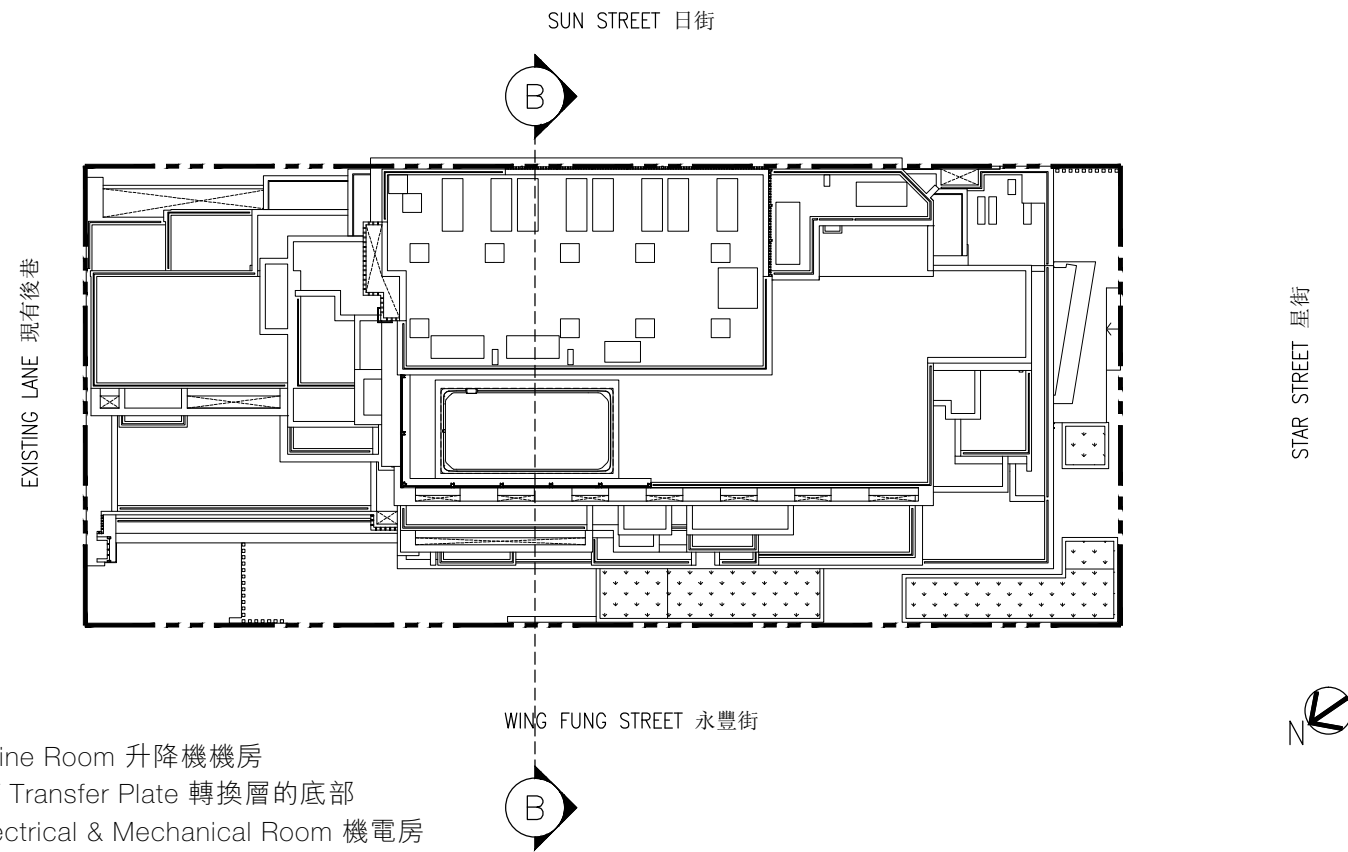 SUN STREET 日街
B
EXISTING LANE 現有後巷
STAR STREET 星街
WING FUNG STREET 永豐街
N
ine Room 升降機機房
Transfer Plate 轉換層的底部
ectrical & Mechanical Room 機電房
B